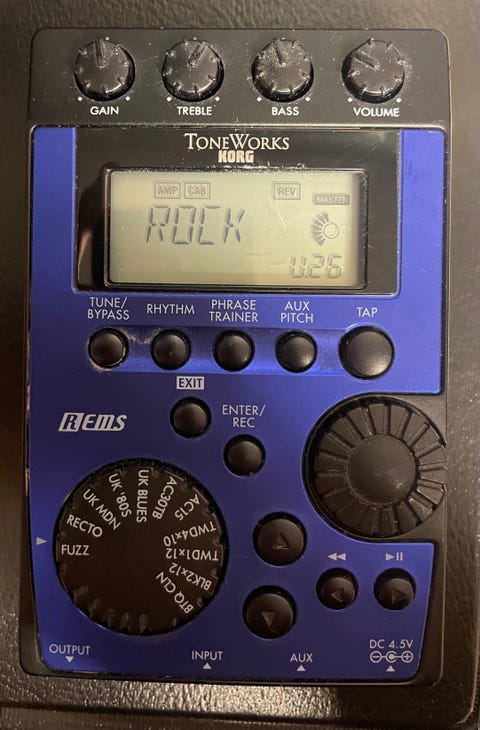 GAIN TREBLE BASS VOLUME
TONEWORKS
KORG
AMP CAB REV MASTER
ROCK
U.26
TUNE/
BYPASS
RHYTHM
PHRASE
TRAINER
AUX
PITCH
TAP
EXIT
REMS
ENTER/
REC
FUZZ
RECTO
UK MDN
UK '80S
UK BLUES
AC30TB
AC15
TWD4x10
TWD1x12
BLK2x12
BTQ CLN
OUTPUT
INPUT
AUX
DC 4.5V